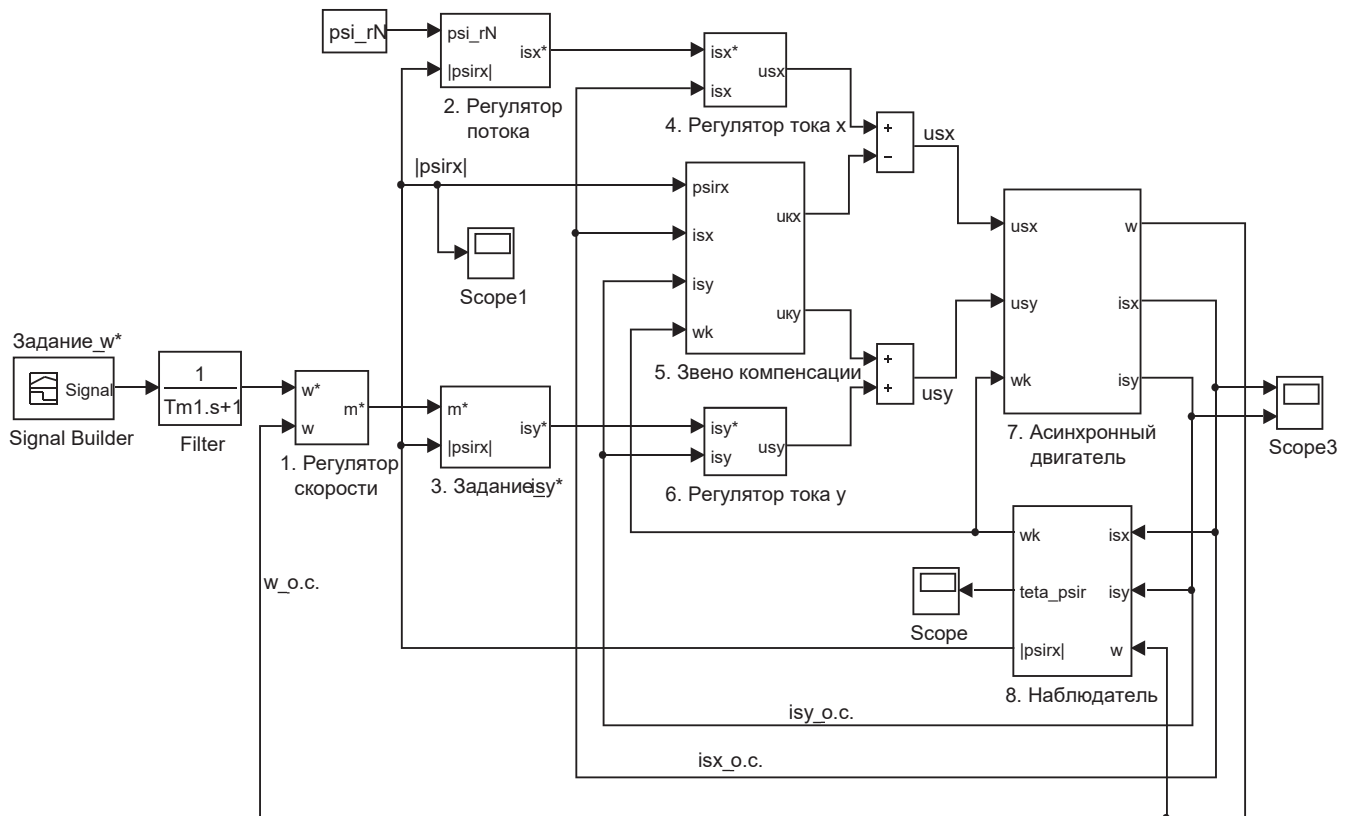 psi_rN
psi_rN
|psirx|
isx*
2. Регулятор
потока
isx*
isx
usx
4. Регулятор тока x
+
−
usx
|psirx|
Scope1
psirx
isx
isy
wk
uкx
uкy
5. Звено компенсации
+
+
usy
usx
usy
wk
w
isx
isy
7. Асинхронный
двигатель
Scope3
Задание_w*
Signal
Signal Builder
1
Tm1.s+1
Filter
w*
w
m*
1. Регулятор
скорости
m*
|psirx|
isy*
3. Задание_isy*
isy*
isy
usy
6. Регулятор тока y
wk
teta_psir
|psirx|
isx
isy
w
8. Наблюдатель
Scope
w_o.c.
isy_o.c.
isx_o.c.